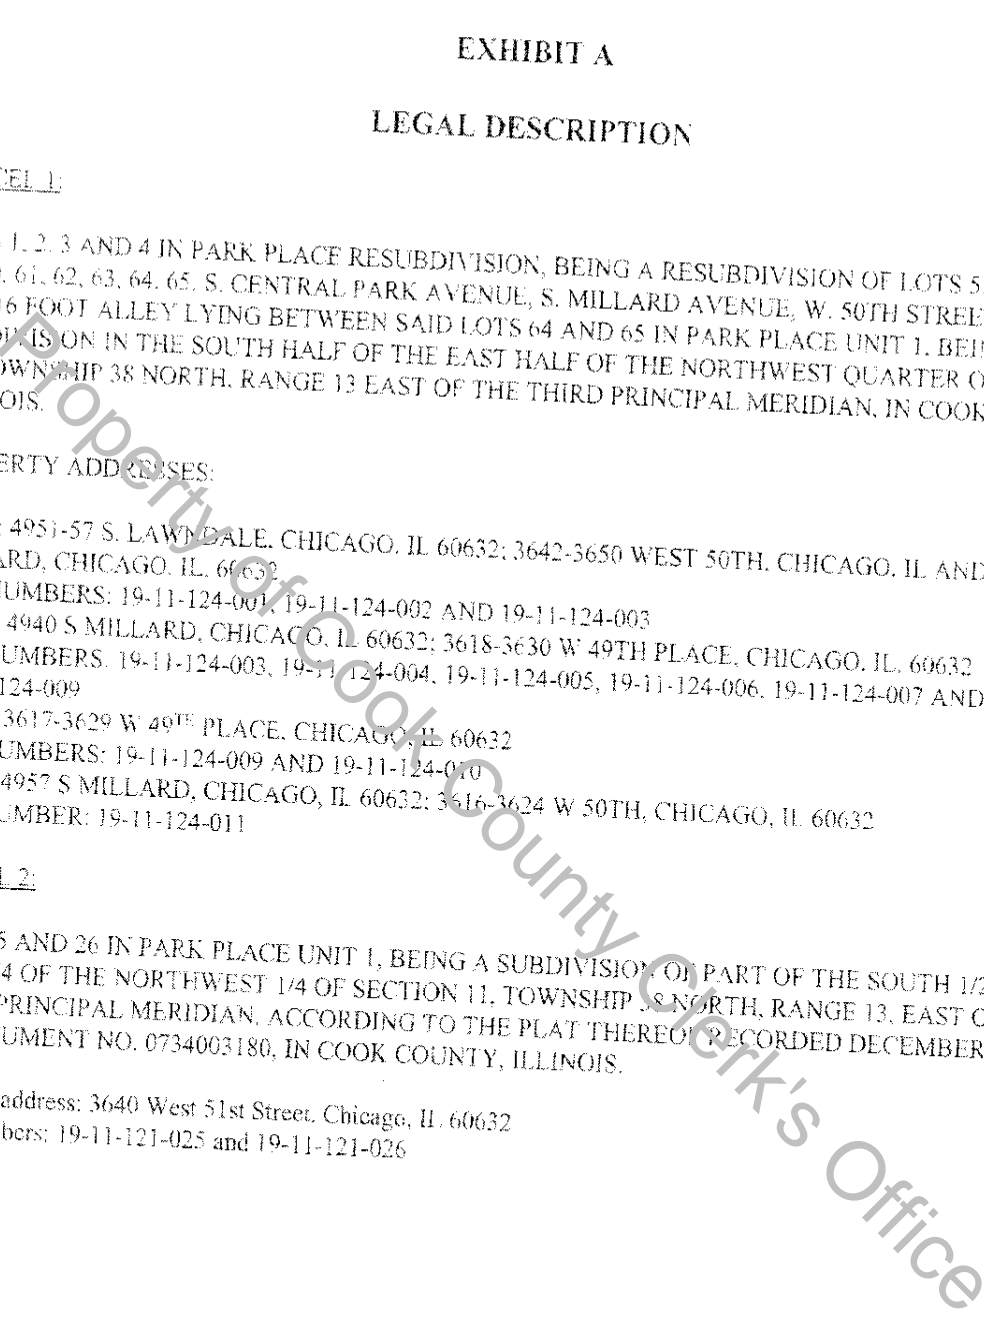 EXHIBIT A
LEGAL DESCRIPTION
CEL 1:
1, 2, 3 AND 4 IN PARK PLACE RESUBDIVISION, BEING A RESUBDIVISION OF LOTS 5
61, 62, 63, 64, 65, S. CENTRAL PARK AVENUE, S. MILLARD AVENUE, W. 50TH STREE
16 FOOT ALLEY LYING BETWEEN SAID LOTS 64 AND 65 IN PARK PLACE UNIT 1, BEIN
DIVISION IN THE SOUTH HALF OF THE EAST HALF OF THE NORTHWEST QUARTER O
OWNSHIP 38 NORTH, RANGE 13 EAST OF THE THIRD PRINCIPAL MERIDIAN, IN COOK
OIS.
ERTY ADDRESSES:
: 4951-57 S. LAWNDALE, CHICAGO, IL 60632; 3642-3650 WEST 50TH, CHICAGO, IL AND
ARD, CHICAGO, IL, 60632
UMBERS: 19-11-124-001, 19-11-124-002 AND 19-11-124-003
4940 S MILLARD, CHICAGO, IL 60632; 3618-3630 W 49TH PLACE, CHICAGO, IL, 60632
UMBERS: 19-11-124-003, 19-11-124-004, 19-11-124-005, 19-11-124-006, 19-11-124-007 AND
124-009
3617-3629 W 49TH PLACE, CHICAGO, IL 60632
UMBERS: 19-11-124-009 AND 19-11-124-010
4957 S MILLARD, CHICAGO, IL 60632; 3616-3624 W 50TH, CHICAGO, IL 60632
UMBER: 19-11-124-011
L 2:
5 AND 26 IN PARK PLACE UNIT 1, BEING A SUBDIVISION OF PART OF THE SOUTH 1/2
4 OF THE NORTHWEST 1/4 OF SECTION 11, TOWNSHIP 38 NORTH, RANGE 13, EAST O
PRINCIPAL MERIDIAN, ACCORDING TO THE PLAT THEREOF RECORDED DECEMBER
UMENT NO. 0734003180, IN COOK COUNTY, ILLINOIS.
address: 3640 West 51st Street, Chicago, IL 60632
bers: 19-11-121-025 and 19-11-121-026
Property of Cook County Clerk's Office